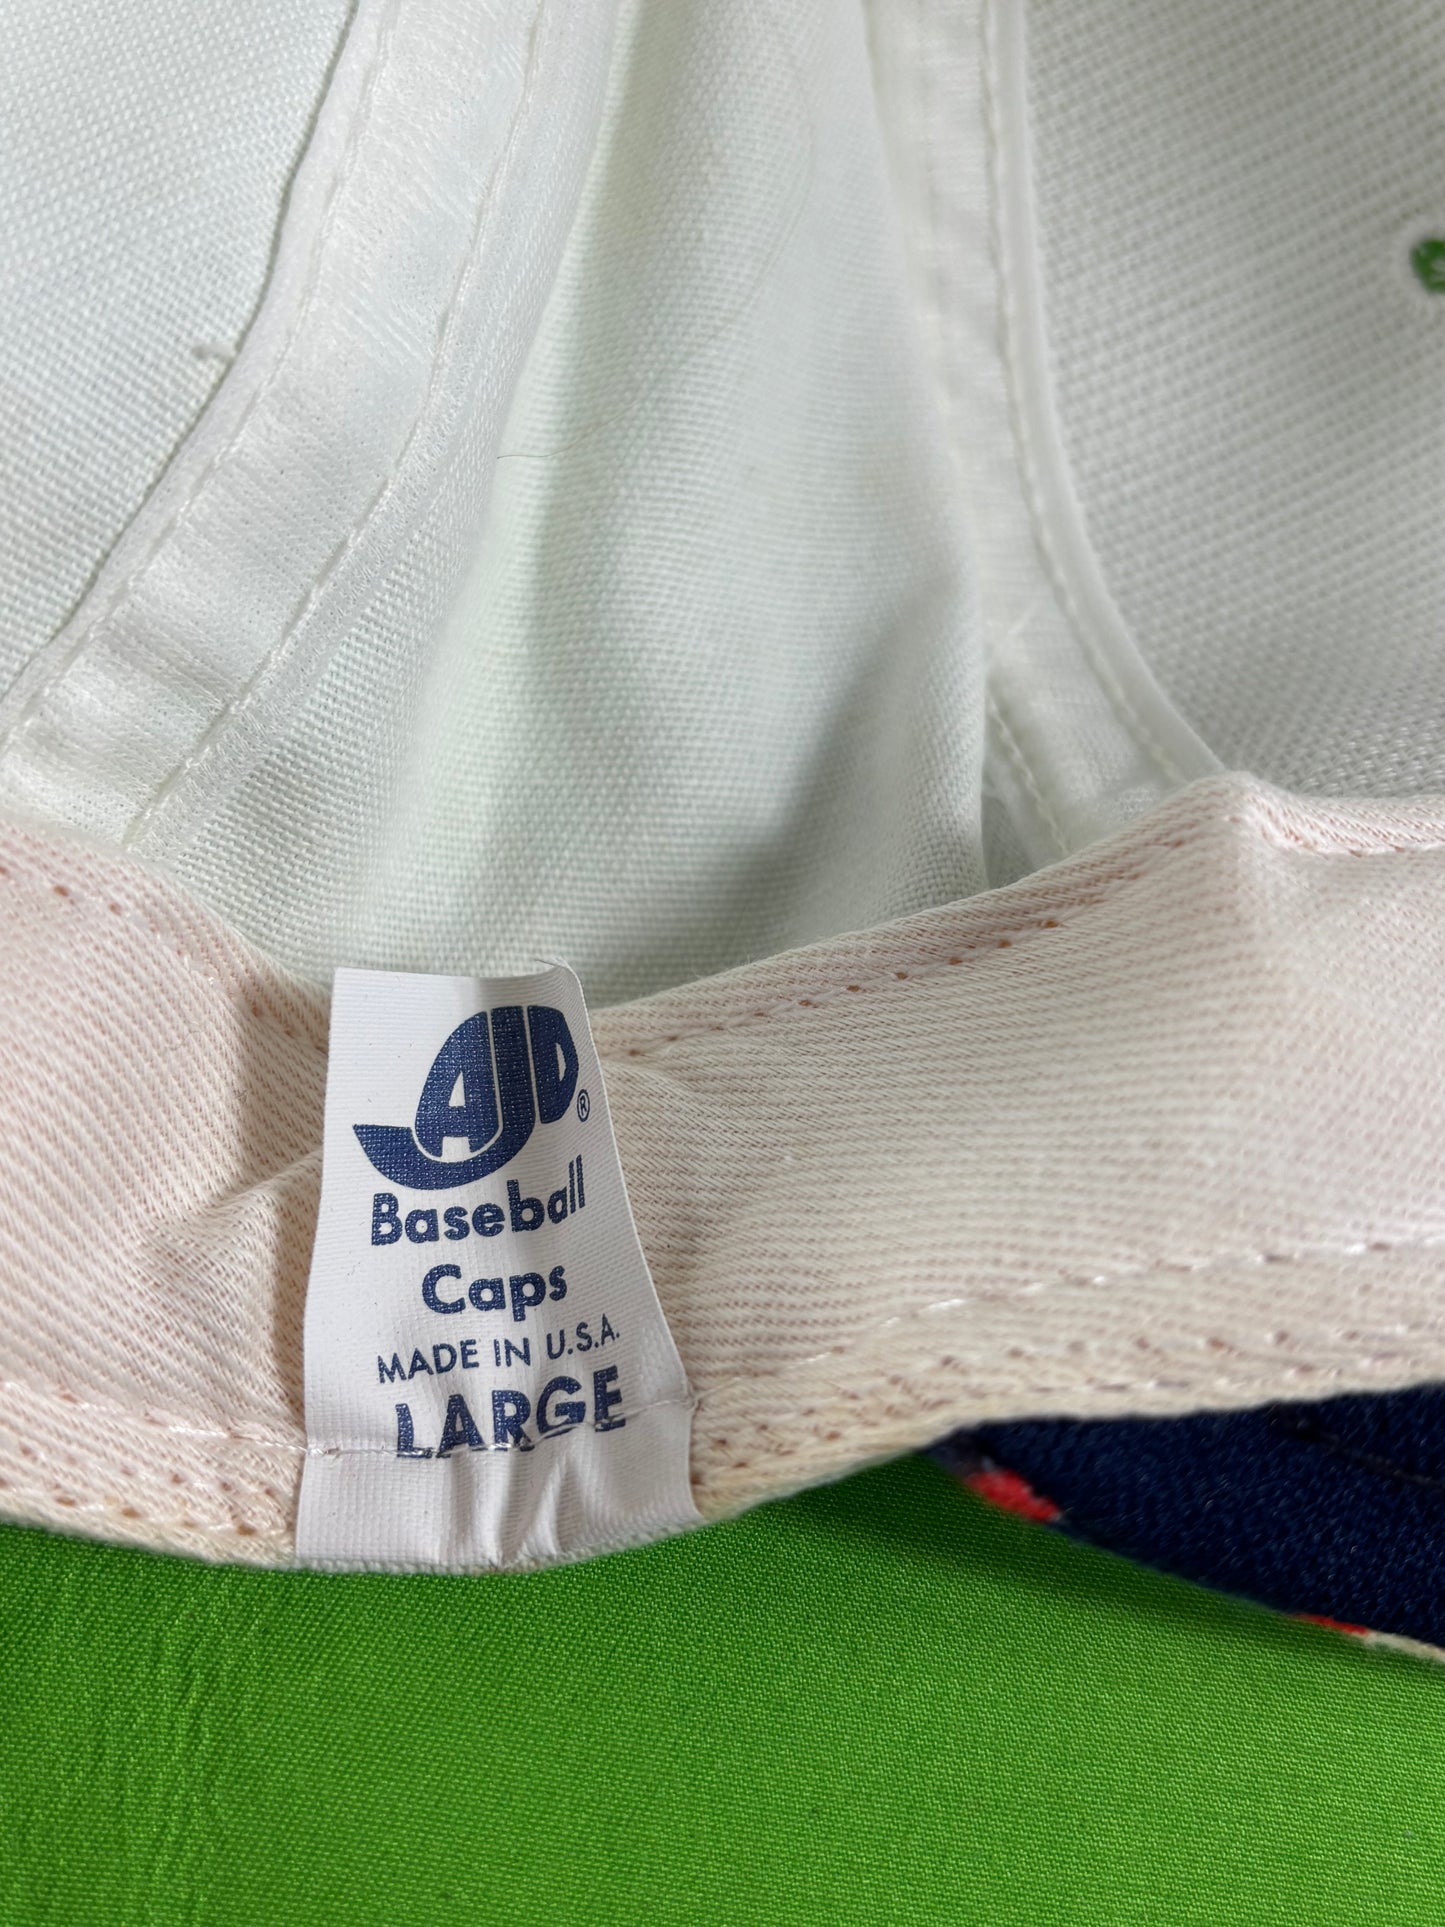 AJD®
Baseball
Caps
MADE IN U.S.A.
LARGE